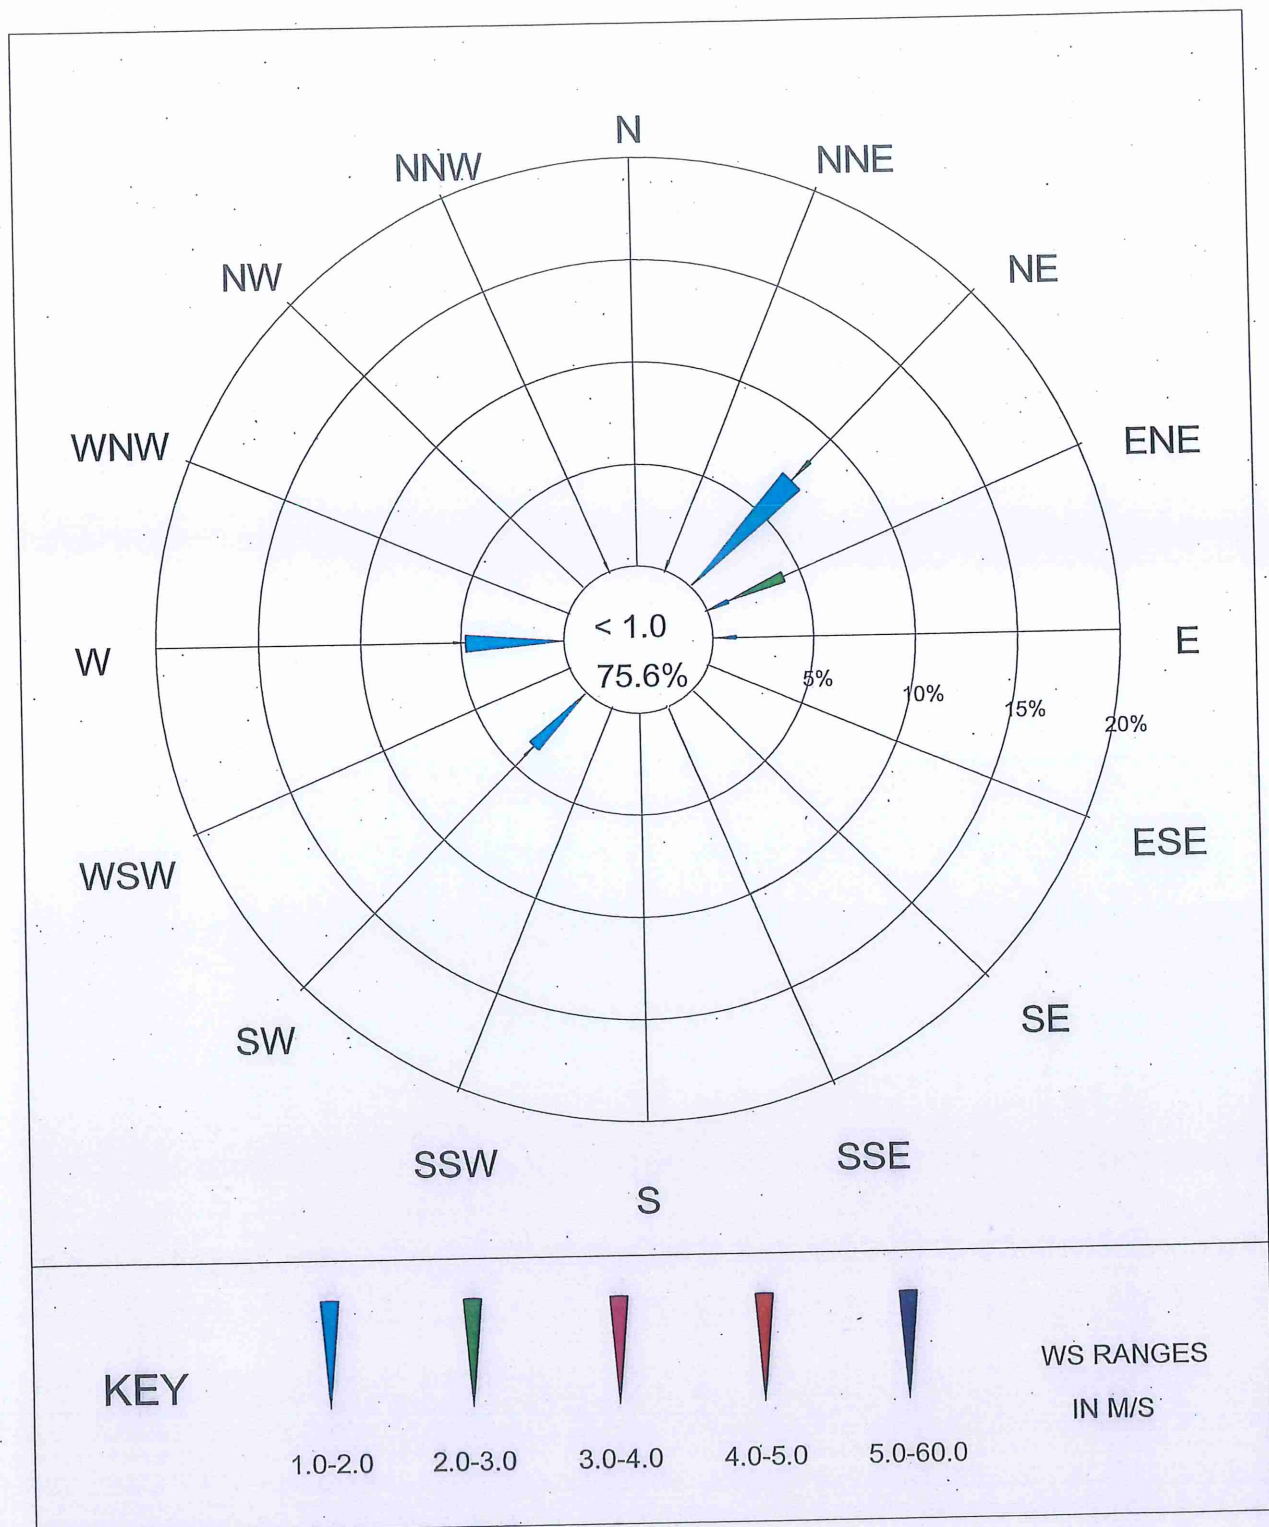 N
NNW
NNE
NW
NE
WNW
ENE
< 1.0
W
E
75.6%
5%
10%
15%
20%
WSW
ESE
SW
SE
SSW
SSE
S
KEY
WS RANGES
IN M/S
1.0-2.0
2.0-3.0
3.0-4.0
4.0-5.0
5.0-60.0